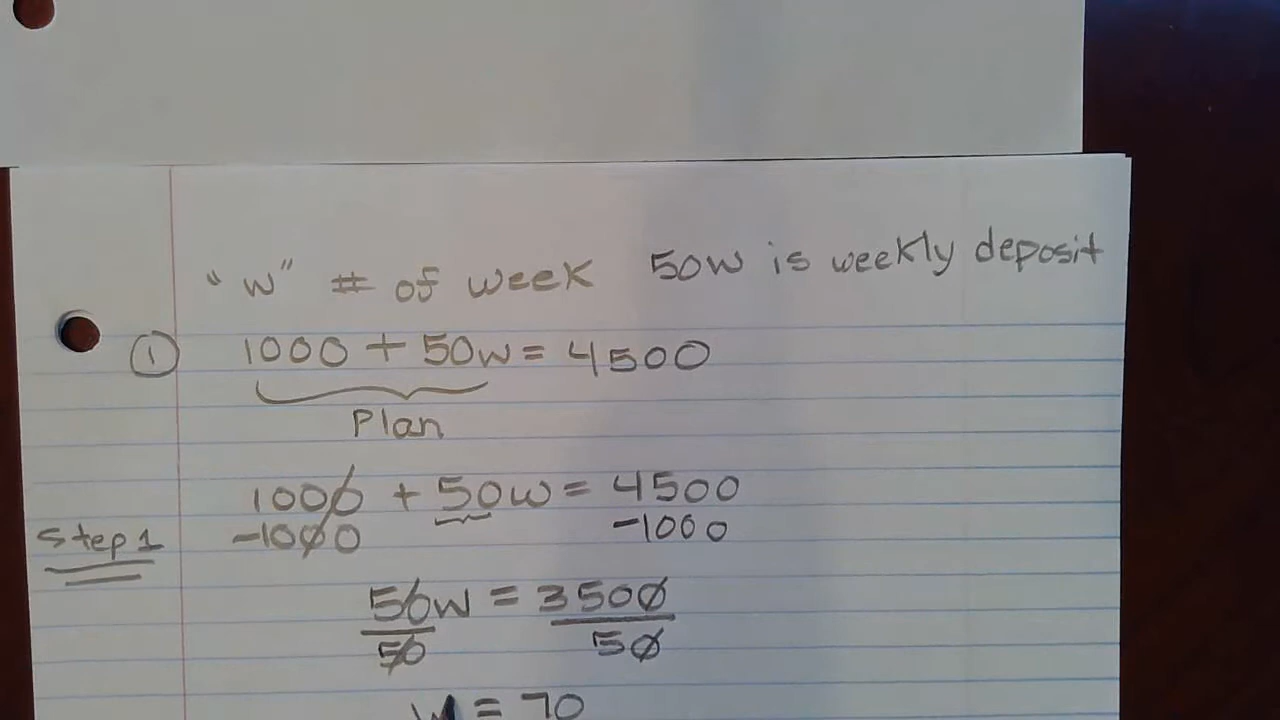 "w" # of week 50w is weekly deposit
① 1000 + 50w = 4500
Plan
1000 + 50w = 4500
Step 1 -1000 -1000
50w = 3500
50 50
w = 70